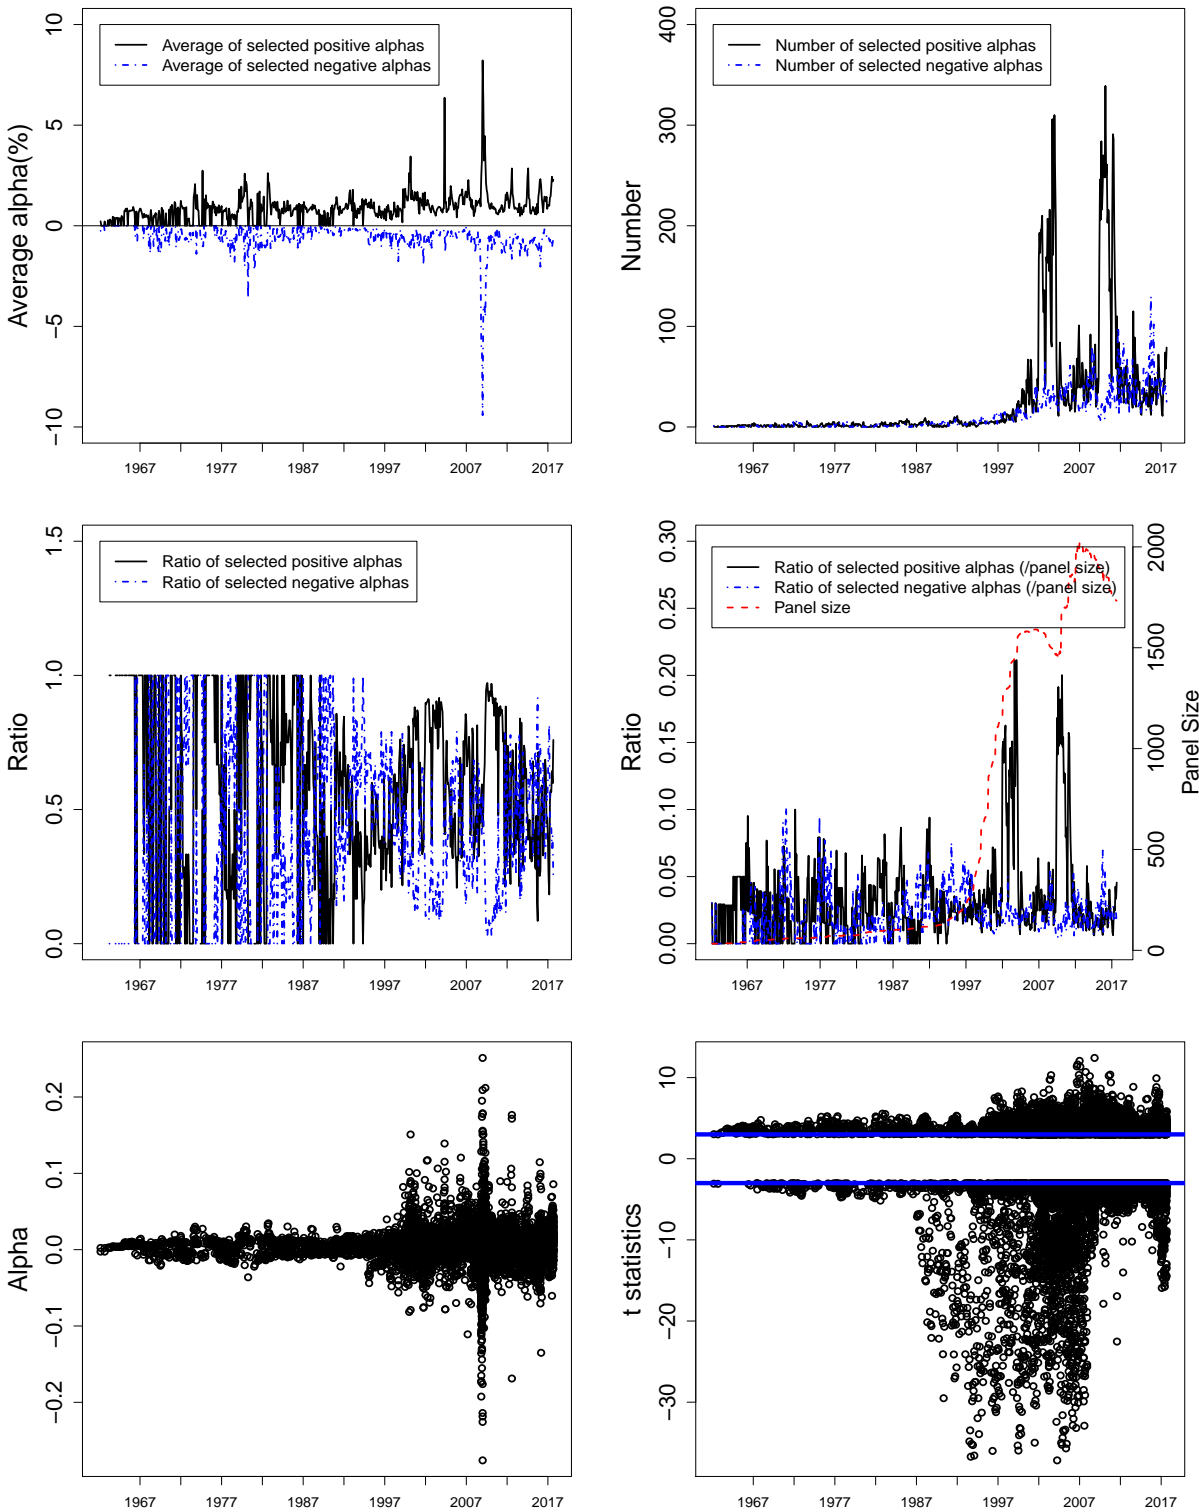 Average alpha(%)
10
5
0
−5
−10
Average of selected positive alphas
Average of selected negative alphas
1967 1977 1987 1997 2007 2017
Number
400
300
200
100
0
Number of selected positive alphas
Number of selected negative alphas
1967 1977 1987 1997 2007 2017
Ratio
1.5
1.0
0.5
0.0
Ratio of selected positive alphas
Ratio of selected negative alphas
1967 1977 1987 1997 2007 2017
Ratio
0.30
0.25
0.20
0.15
0.10
0.05
0.00
Ratio of selected positive alphas (/panel size)
Ratio of selected negative alphas (/panel size)
Panel size
2000
1500
1000
500
0
Panel Size
1967 1977 1987 1997 2007 2017
Alpha
0.2
0.1
0.0
−0.1
−0.2
1967 1977 1987 1997 2007 2017
t statistics
10
0
−10
−20
−30
1967 1977 1987 1997 2007 2017